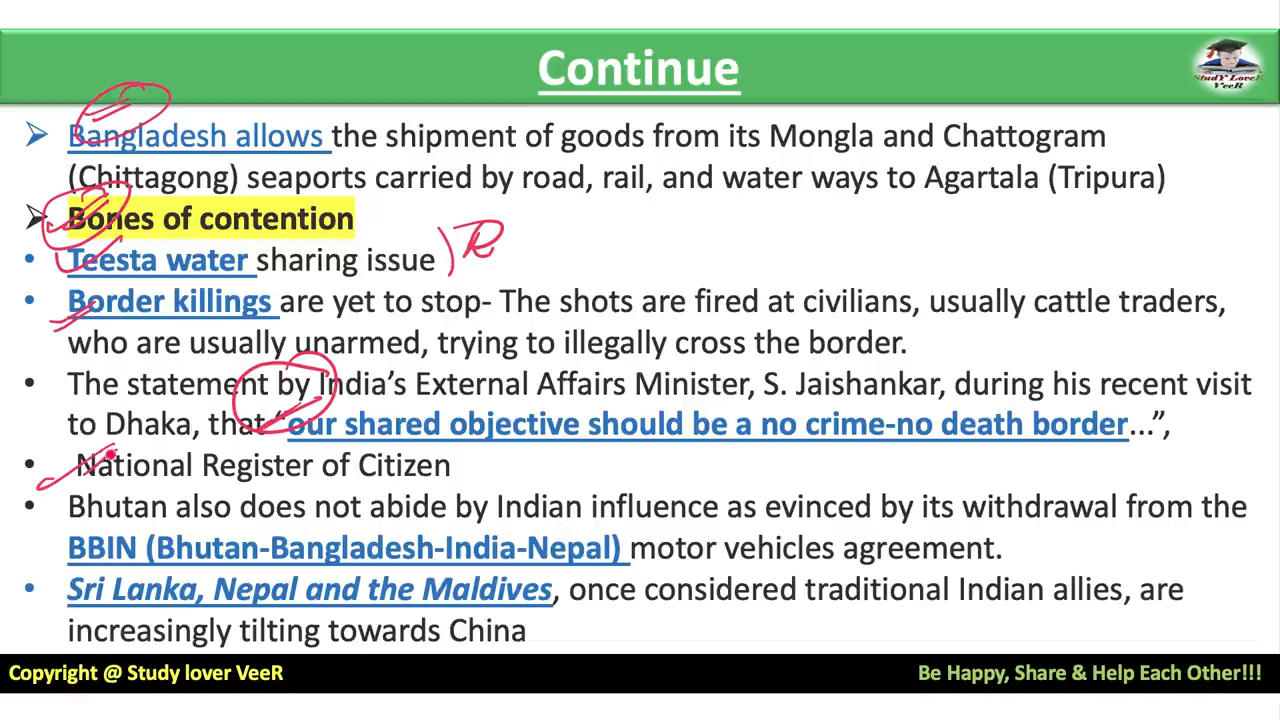 Continue
StudY LoveR
VeeR
➢ Bangladesh allows the shipment of goods from its Mongla and Chattogram
(Chittagong) seaports carried by road, rail, and water ways to Agartala (Tripura)
➢ Bones of contention
• Teesta water sharing issue
• Border killings are yet to stop- The shots are fired at civilians, usually cattle traders,
who are usually unarmed, trying to illegally cross the border.
• The statement by India’s External Affairs Minister, S. Jaishankar, during his recent visit
to Dhaka, that “our shared objective should be a no crime-no death border...”,
• National Register of Citizen
• Bhutan also does not abide by Indian influence as evinced by its withdrawal from the
BBIN (Bhutan-Bangladesh-India-Nepal) motor vehicles agreement.
• Sri Lanka, Nepal and the Maldives, once considered traditional Indian allies, are
increasingly tilting towards China
Copyright @ Study lover VeeR
Be Happy, Share & Help Each Other!!!